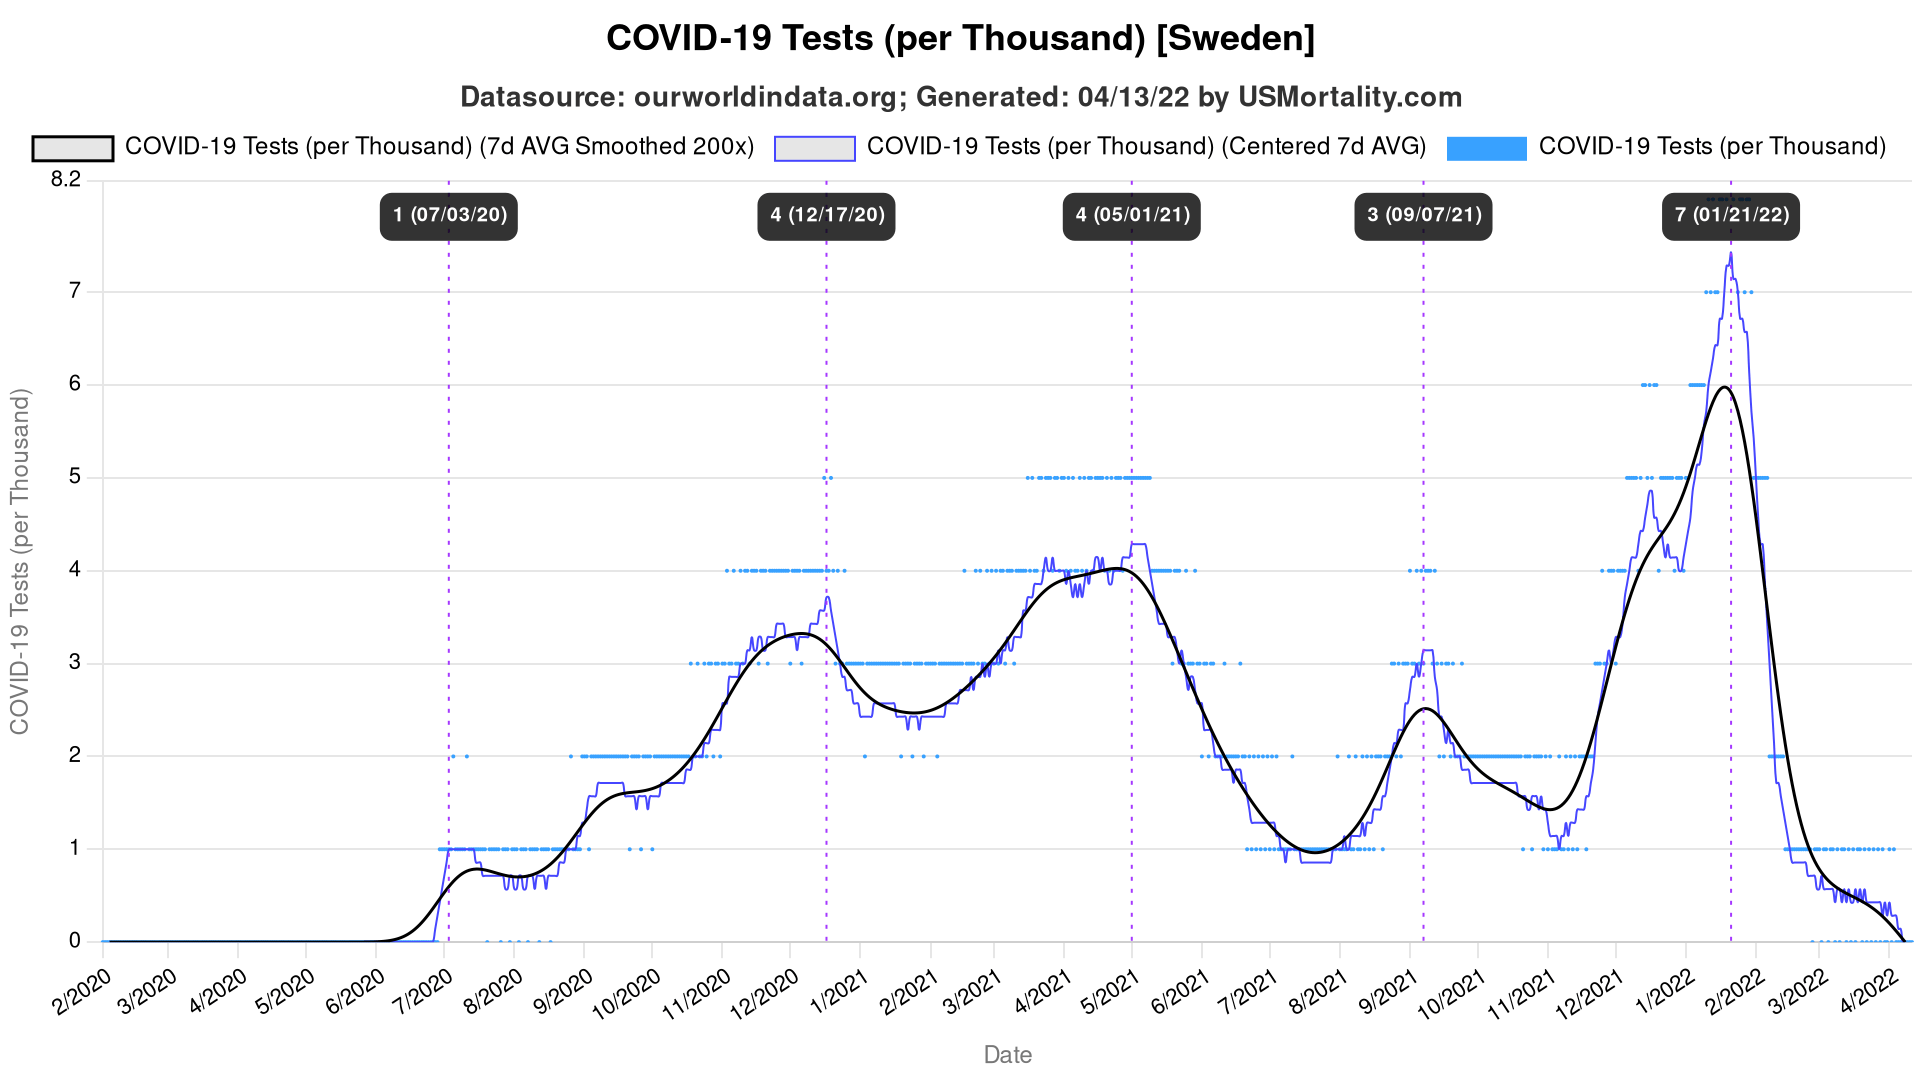 COVID-19 Tests (per Thousand) [Sweden]
Datasource: ourworldindata.org; Generated: 04/13/22 by USMortality.com
COVID-19 Tests (per Thousand) (7d AVG Smoothed 200x) COVID-19 Tests (per Thousand) (Centered 7d AVG) COVID-19 Tests (per Thousand)
8.2
1 (07/03/20) 4 (12/17/20) 4 (05/01/21) 3 (09/07/21) 7 (01/21/22)
7
6
5
4
3
2
1
0
COVID-19 Tests (per Thousand)
2/2020 3/2020 4/2020 5/2020 6/2020 7/2020 8/2020 9/2020 10/2020 11/2020 12/2020 1/2021 2/2021 3/2021 4/2021 5/2021 6/2021 7/2021 8/2021 9/2021 10/2021 11/2021 12/2021 1/2022 2/2022 3/2022 4/2022
Date